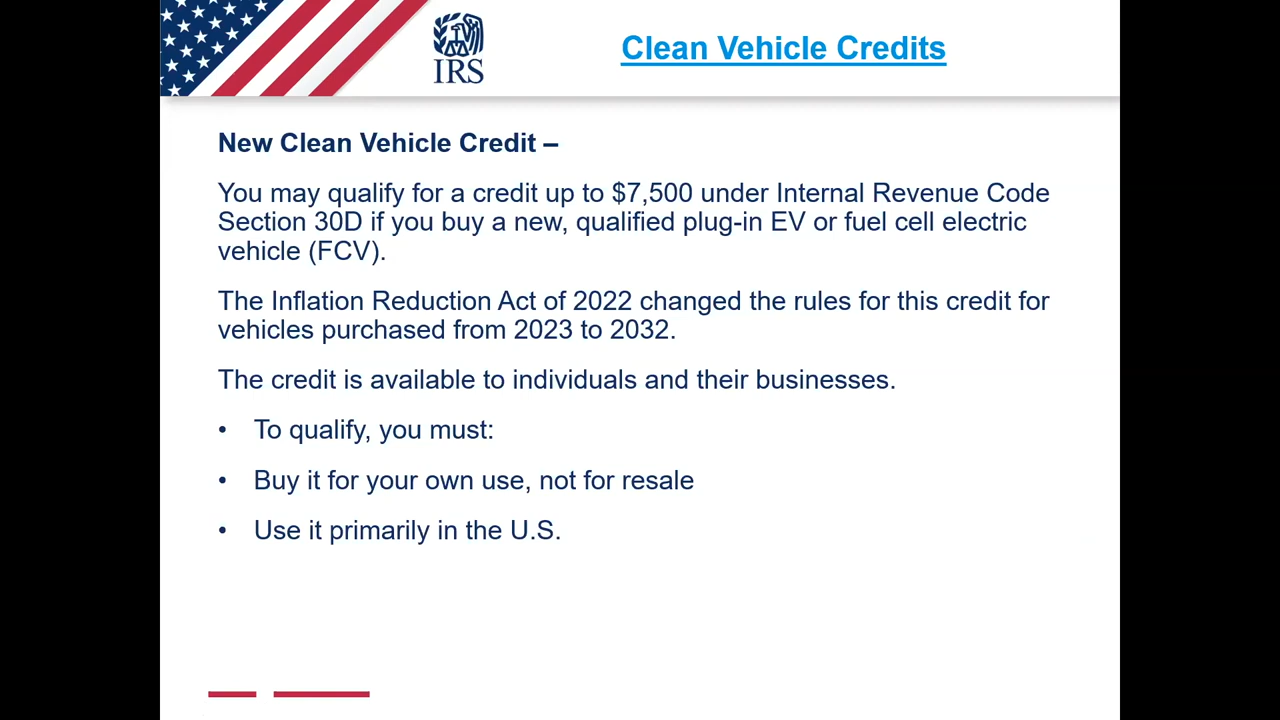 IRS
Clean Vehicle Credits
New Clean Vehicle Credit –
You may qualify for a credit up to $7,500 under Internal Revenue Code
Section 30D if you buy a new, qualified plug-in EV or fuel cell electric
vehicle (FCV).
The Inflation Reduction Act of 2022 changed the rules for this credit for
vehicles purchased from 2023 to 2032.
The credit is available to individuals and their businesses.
• To qualify, you must:
• Buy it for your own use, not for resale
• Use it primarily in the U.S.